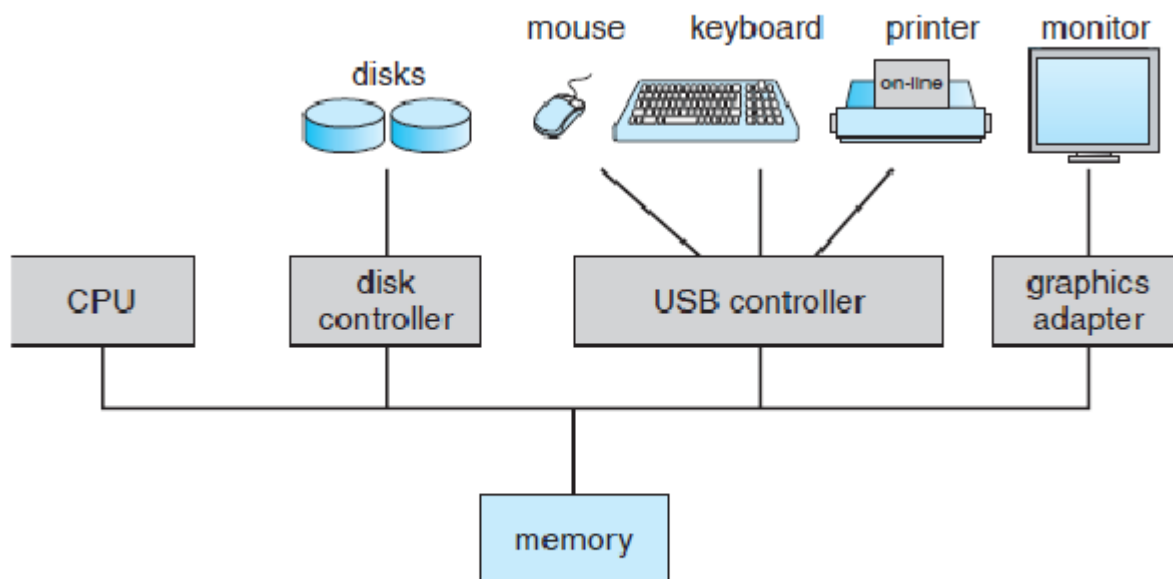 mouse
keyboard
printer
monitor
disks
on-line
CPU
disk
controller
USB controller
graphics
adapter
memory